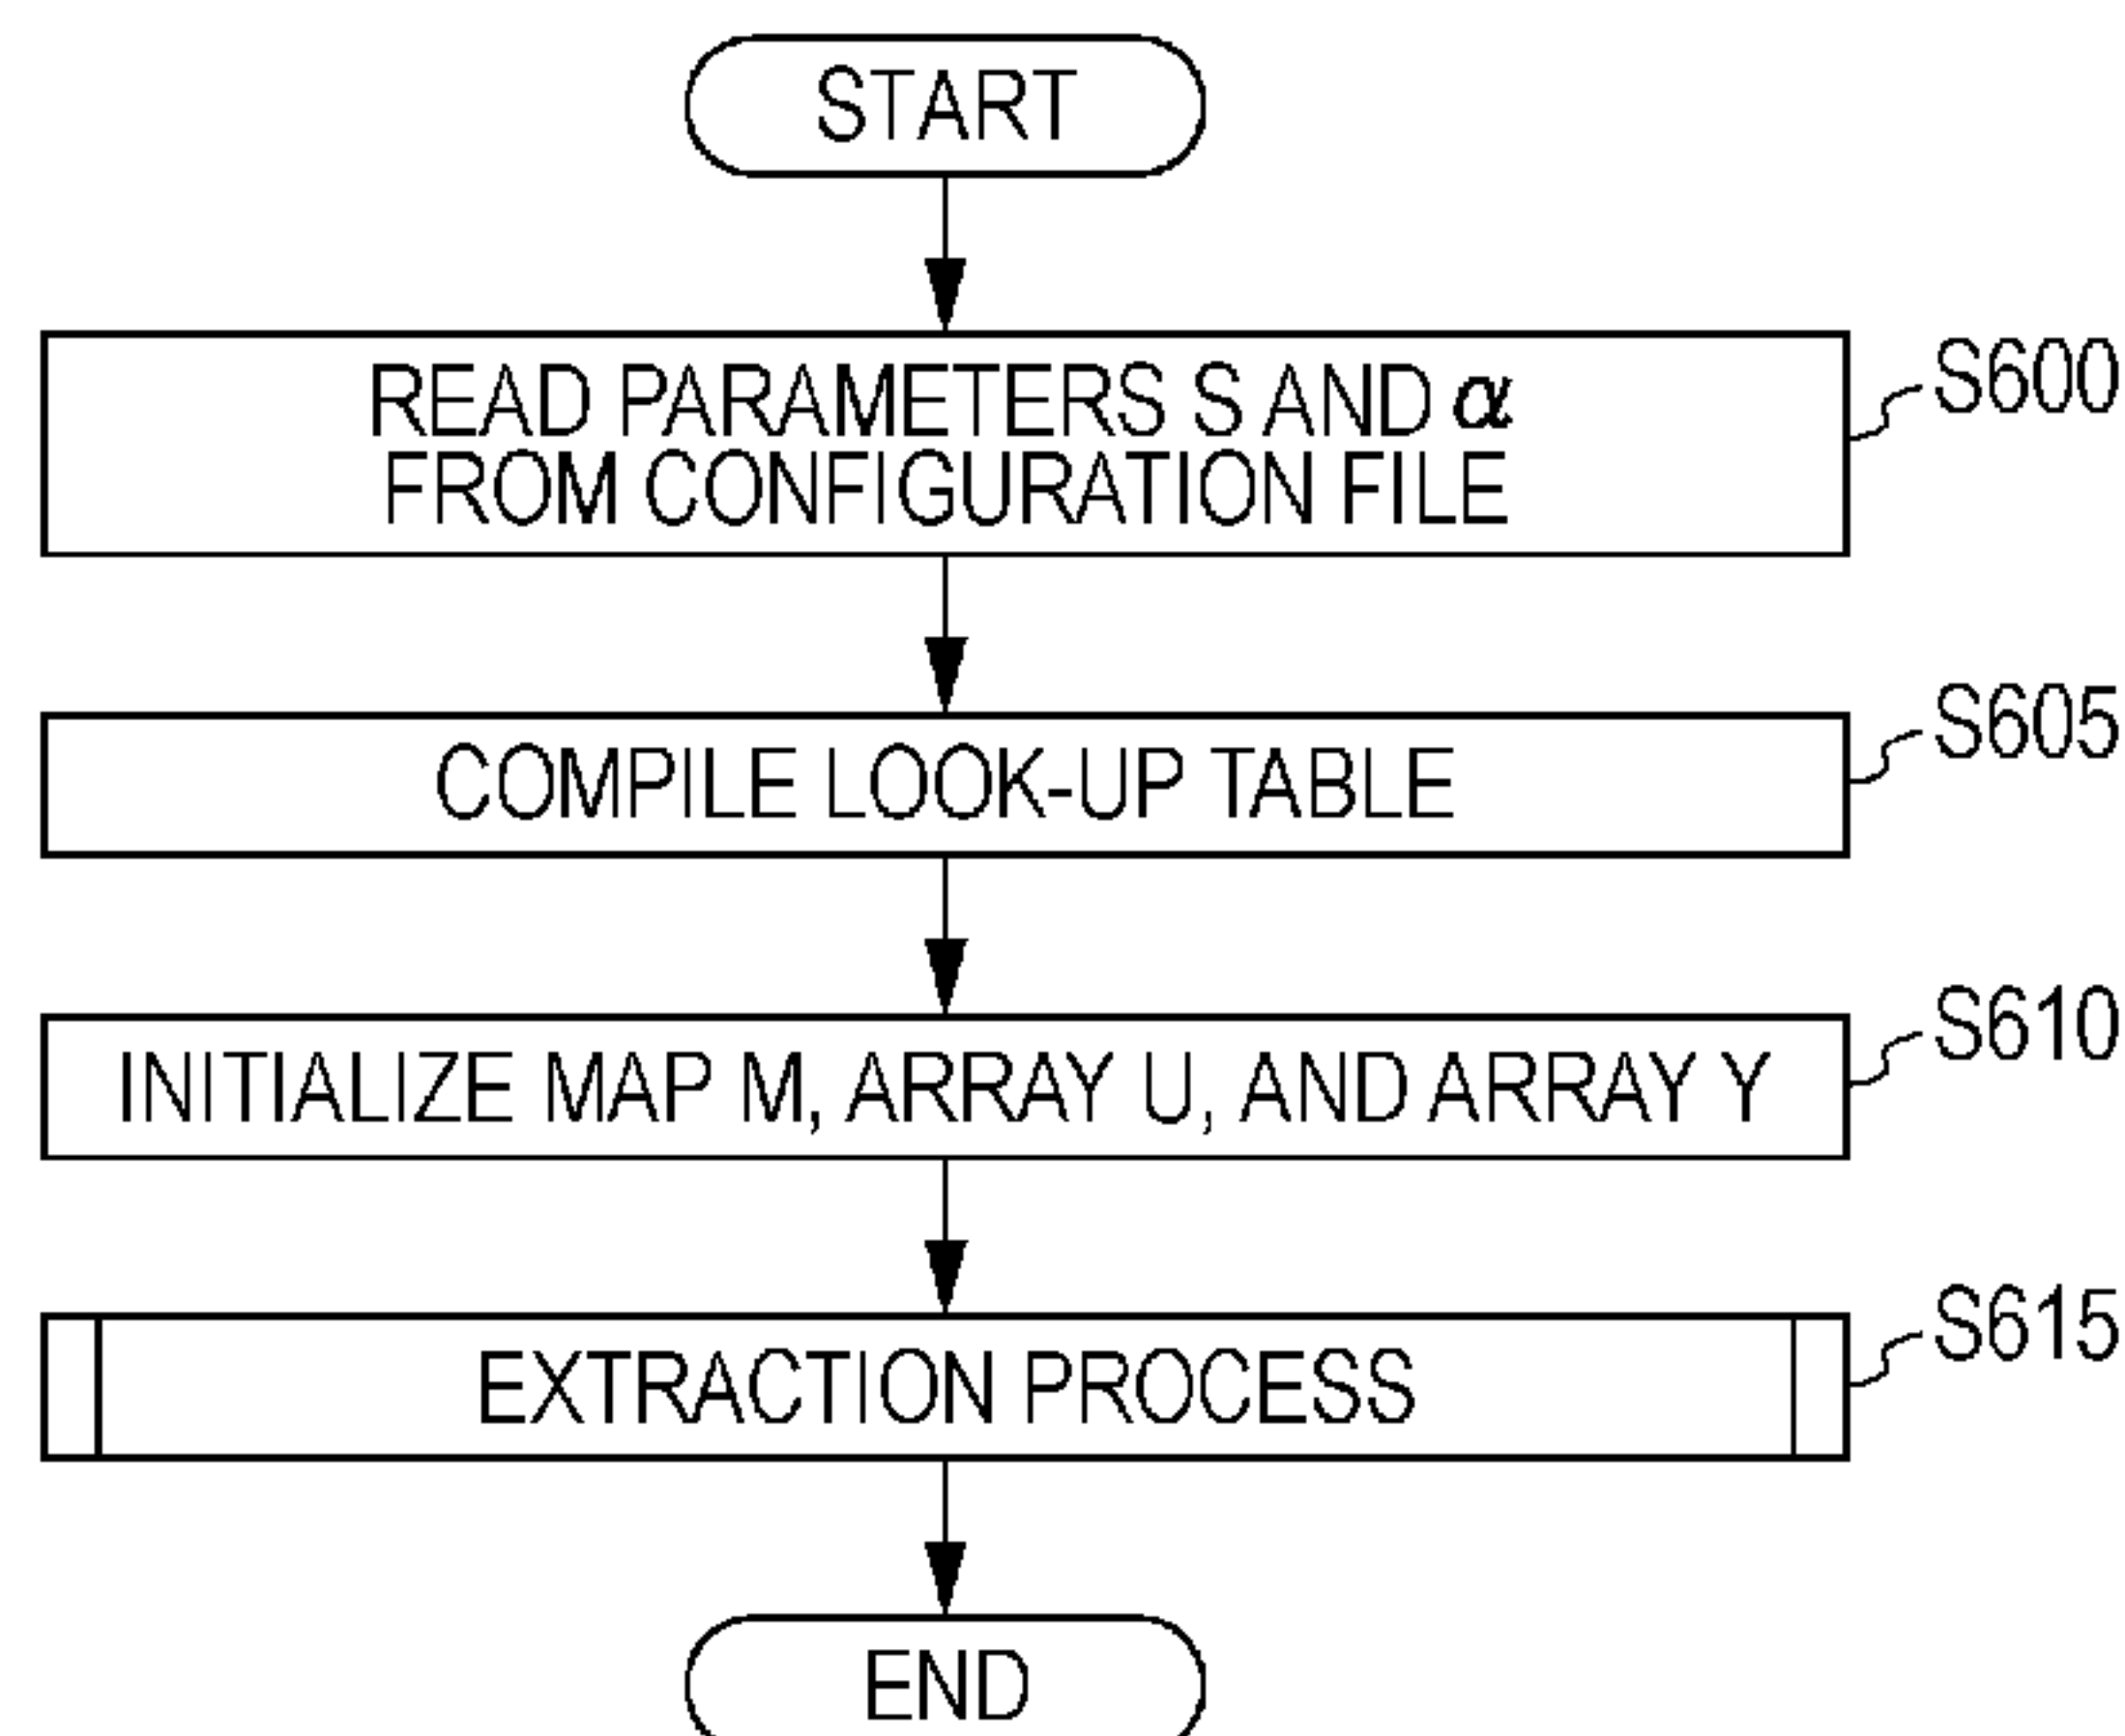 START
READ PARAMETERS S AND α
FROM CONFIGURATION FILE
S600
COMPILE LOOK-UP TABLE
S605
INITIALIZE MAP M, ARRAY U, AND ARRAY Y
S610
EXTRACTION PROCESS
S615
END